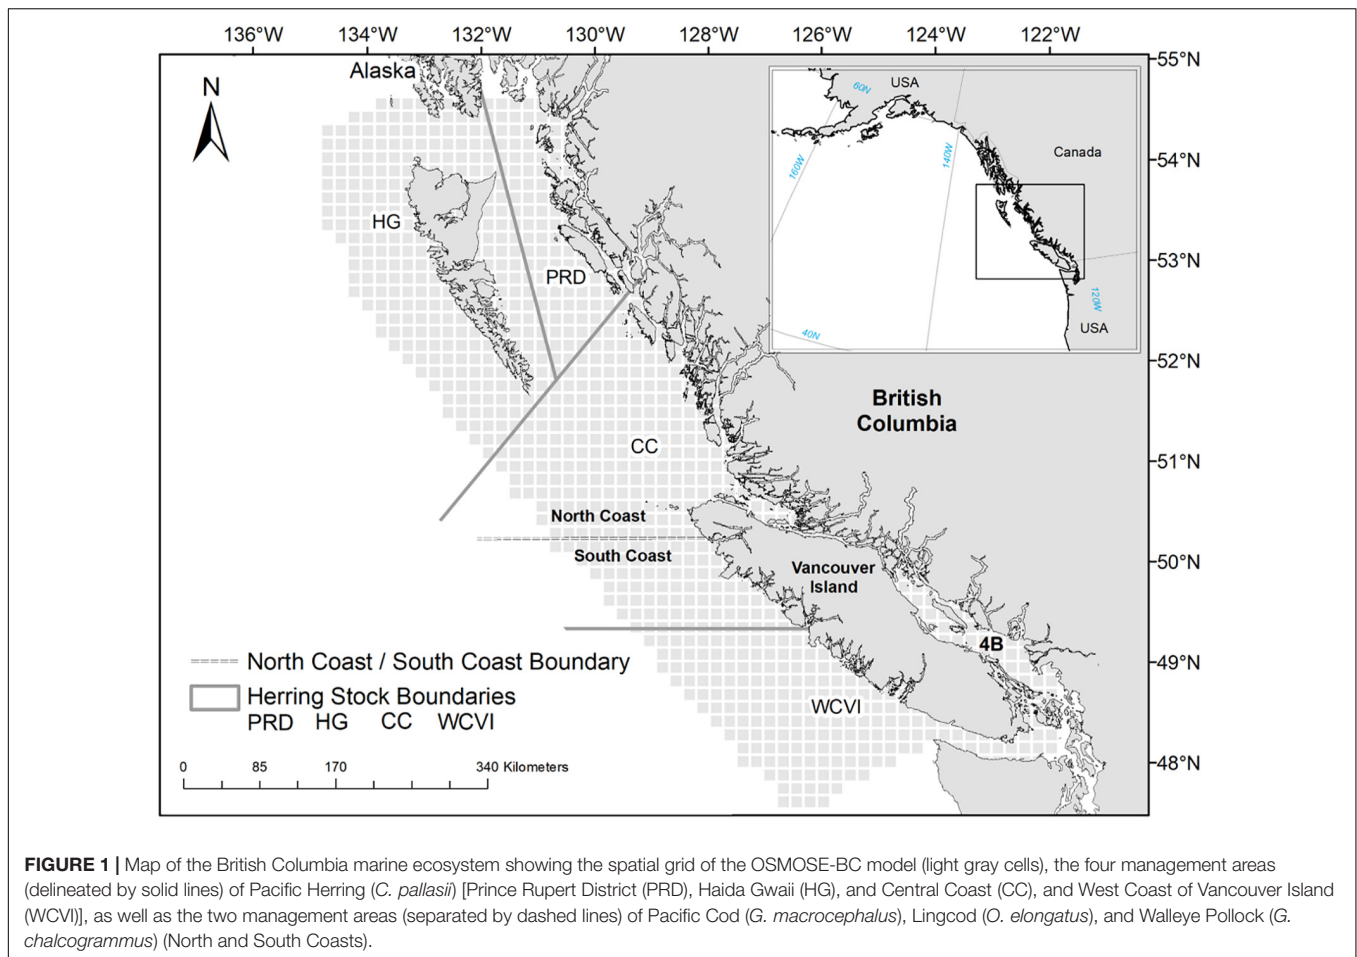 136°W 134°W 132°W 130°W 128°W 126°W 124°W 122°W
55°N
54°N
53°N
52°N
51°N
50°N
49°N
48°N
N
Alaska
HG
PRD
CC
North Coast
South Coast
Vancouver
Island
4B
WCVI
British
Columbia
USA
60N
Canada
160W
140W
120W
USA
40N
North Coast / South Coast Boundary
Herring Stock Boundaries
PRD HG CC WCVI
0 85 170 340 Kilometers
FIGURE 1 | Map of the British Columbia marine ecosystem showing the spatial grid of the OSMOSE-BC model (light gray cells), the four management areas
(delineated by solid lines) of Pacific Herring (C. pallasii) [Prince Rupert District (PRD), Haida Gwaii (HG), and Central Coast (CC), and West Coast of Vancouver Island
(WCVI)], as well as the two management areas (separated by dashed lines) of Pacific Cod (G. macrocephalus), Lingcod (O. elongatus), and Walleye Pollock (G.
chalcogrammus) (North and South Coasts).